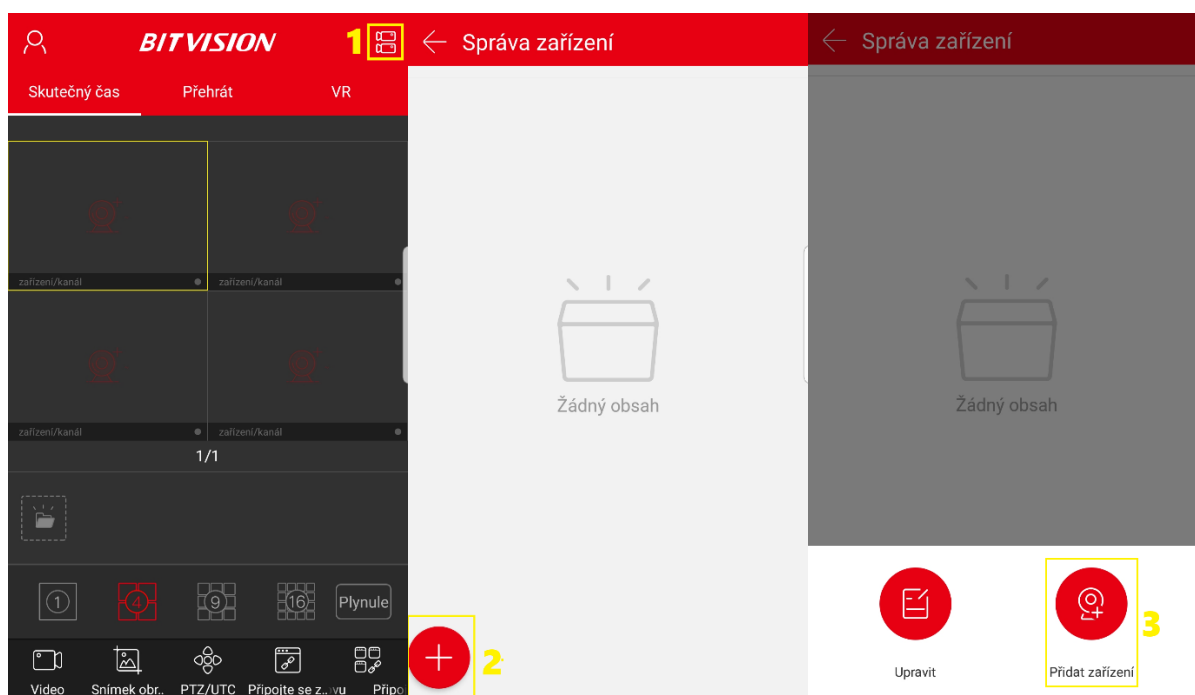 BITVISION
1
Skutečný čas
Přehrát
VR
zařízení/kanál
zařízení/kanál
zařízení/kanál
zařízení/kanál
1/1
1
4
9
16
Plynule
Video
Snímek obr..
PTZ/UTC
Připojte se z..vu
Připo
Správa zařízení
Žádný obsah
2
Správa zařízení
Žádný obsah
Upravit
Přidat zařízení
3